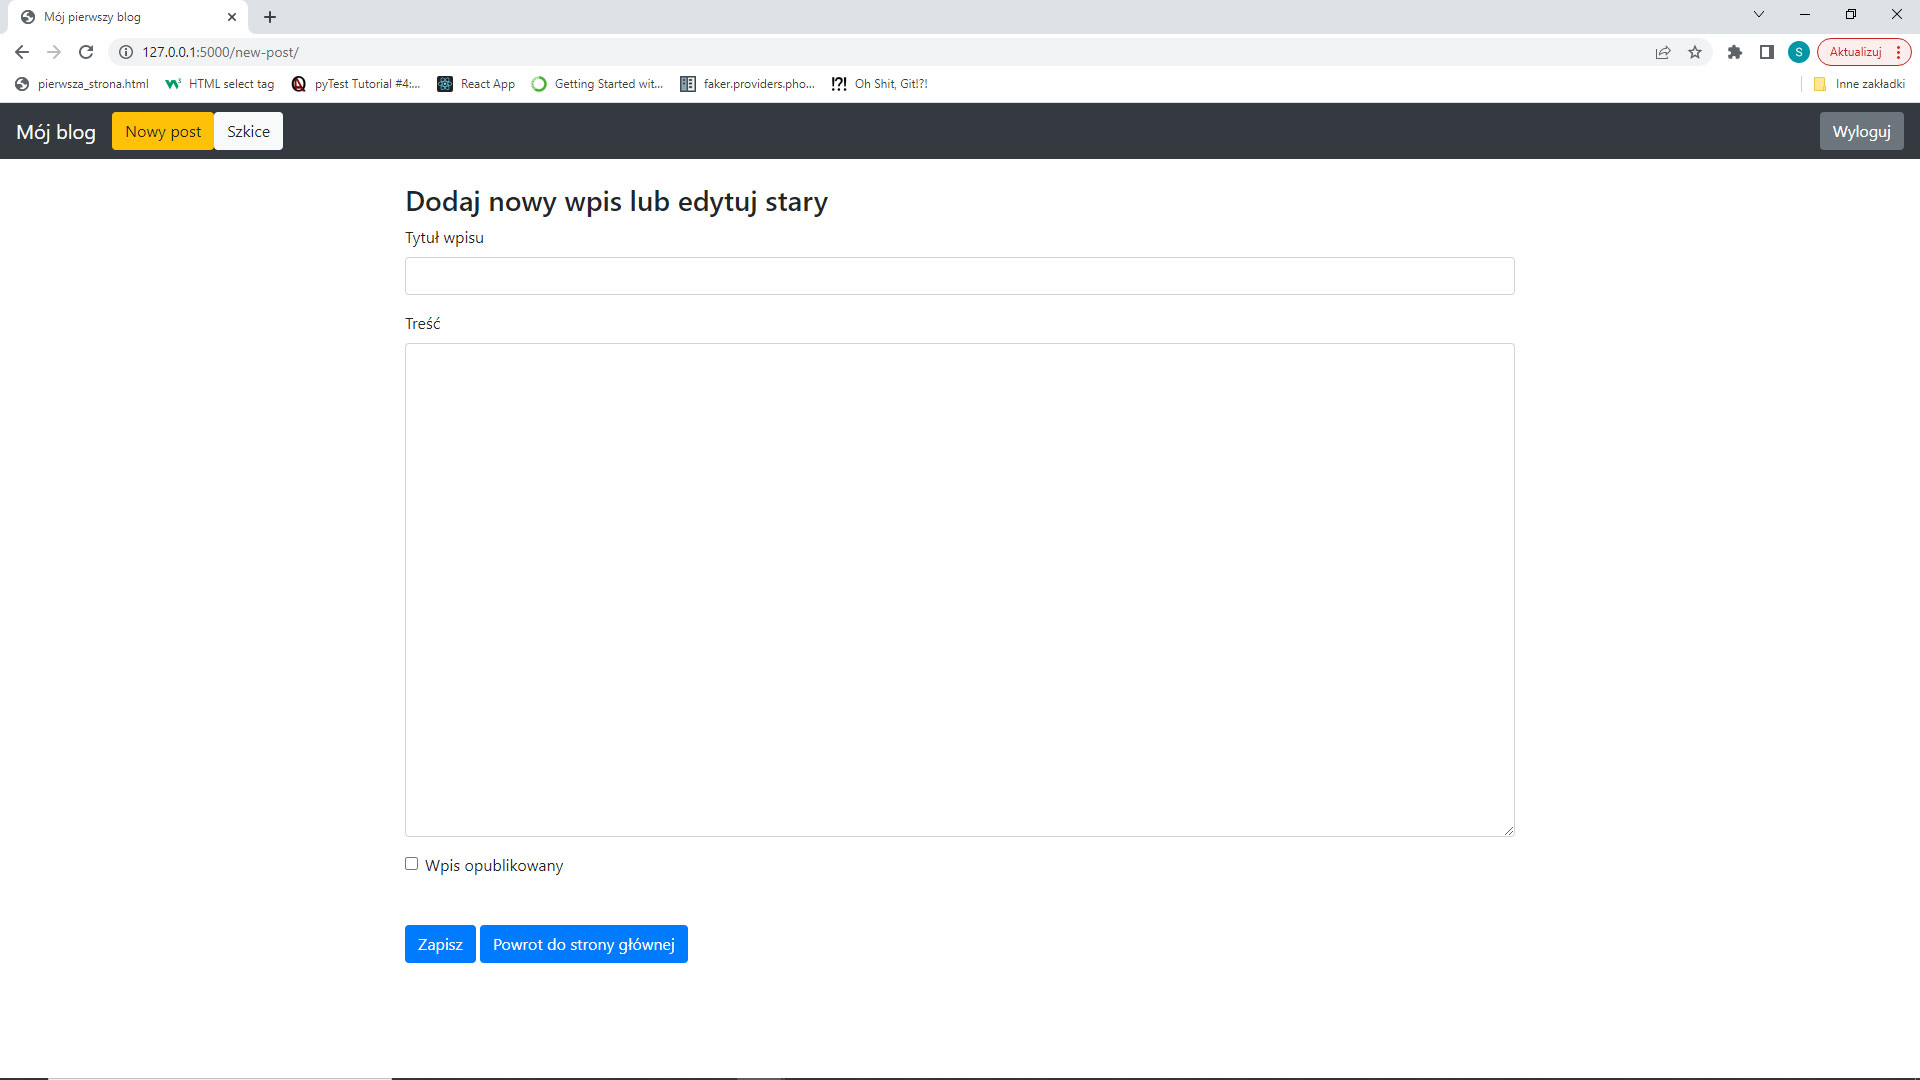 Mój pierwszy blog
127.0.0.1:5000/new-post/
S
Aktualizuj
pierwsza_strona.html
HTML select tag
pyTest Tutorial #4:...
React App
Getting Started wit...
faker.providers.pho...
!?! Oh Shit, Git!?!
Inne zakładki
Mój blog
Nowy post
Szkice
Wyloguj
Dodaj nowy wpis lub edytuj stary
Tytuł wpisu
Treść
Wpis opublikowany
Zapisz
Powrot do strony głównej